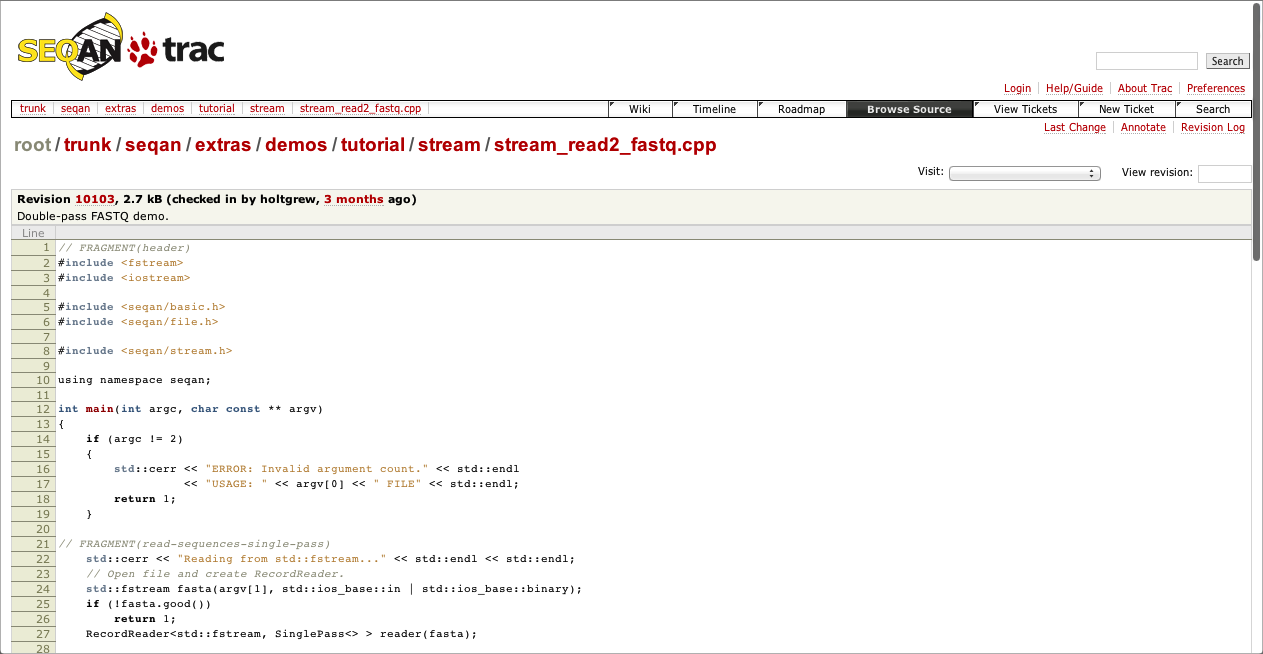 SEQAN trac
Search
Login Help/Guide About Trac Preferences
trunk seqan extras demos tutorial stream stream_read2_fastq.cpp Wiki Timeline Roadmap Browse Source View Tickets New Ticket Search
Last Change Annotate Revision Log
root / trunk / seqan / extras / demos / tutorial / stream / stream_read2_fastq.cpp
Visit: View revision:
Revision 10103, 2.7 kB (checked in by holtgrew, 3 months ago)
Double-pass FASTQ demo.
Line
1 // FRAGMENT(header)
2 #include <fstream>
3 #include <iostream>
4
5 #include <seqan/basic.h>
6 #include <seqan/file.h>
7
8 #include <seqan/stream.h>
9
10 using namespace seqan;
11
12 int main(int argc, char const ** argv)
13 {
14     if (argc != 2)
15     {
16         std::cerr << "ERROR: Invalid argument count." << std::endl
17                   << "USAGE: " << argv[0] << " FILE" << std::endl;
18         return 1;
19     }
20
21 // FRAGMENT(read-sequences-single-pass)
22     std::cerr << "Reading from std::fstream..." << std::endl << std::endl;
23     // Open file and create RecordReader.
24     std::fstream fasta(argv[1], std::ios_base::in | std::ios_base::binary);
25     if (!fasta.good())
26         return 1;
27     RecordReader<std::fstream, SinglePass<> > reader(fasta);
28